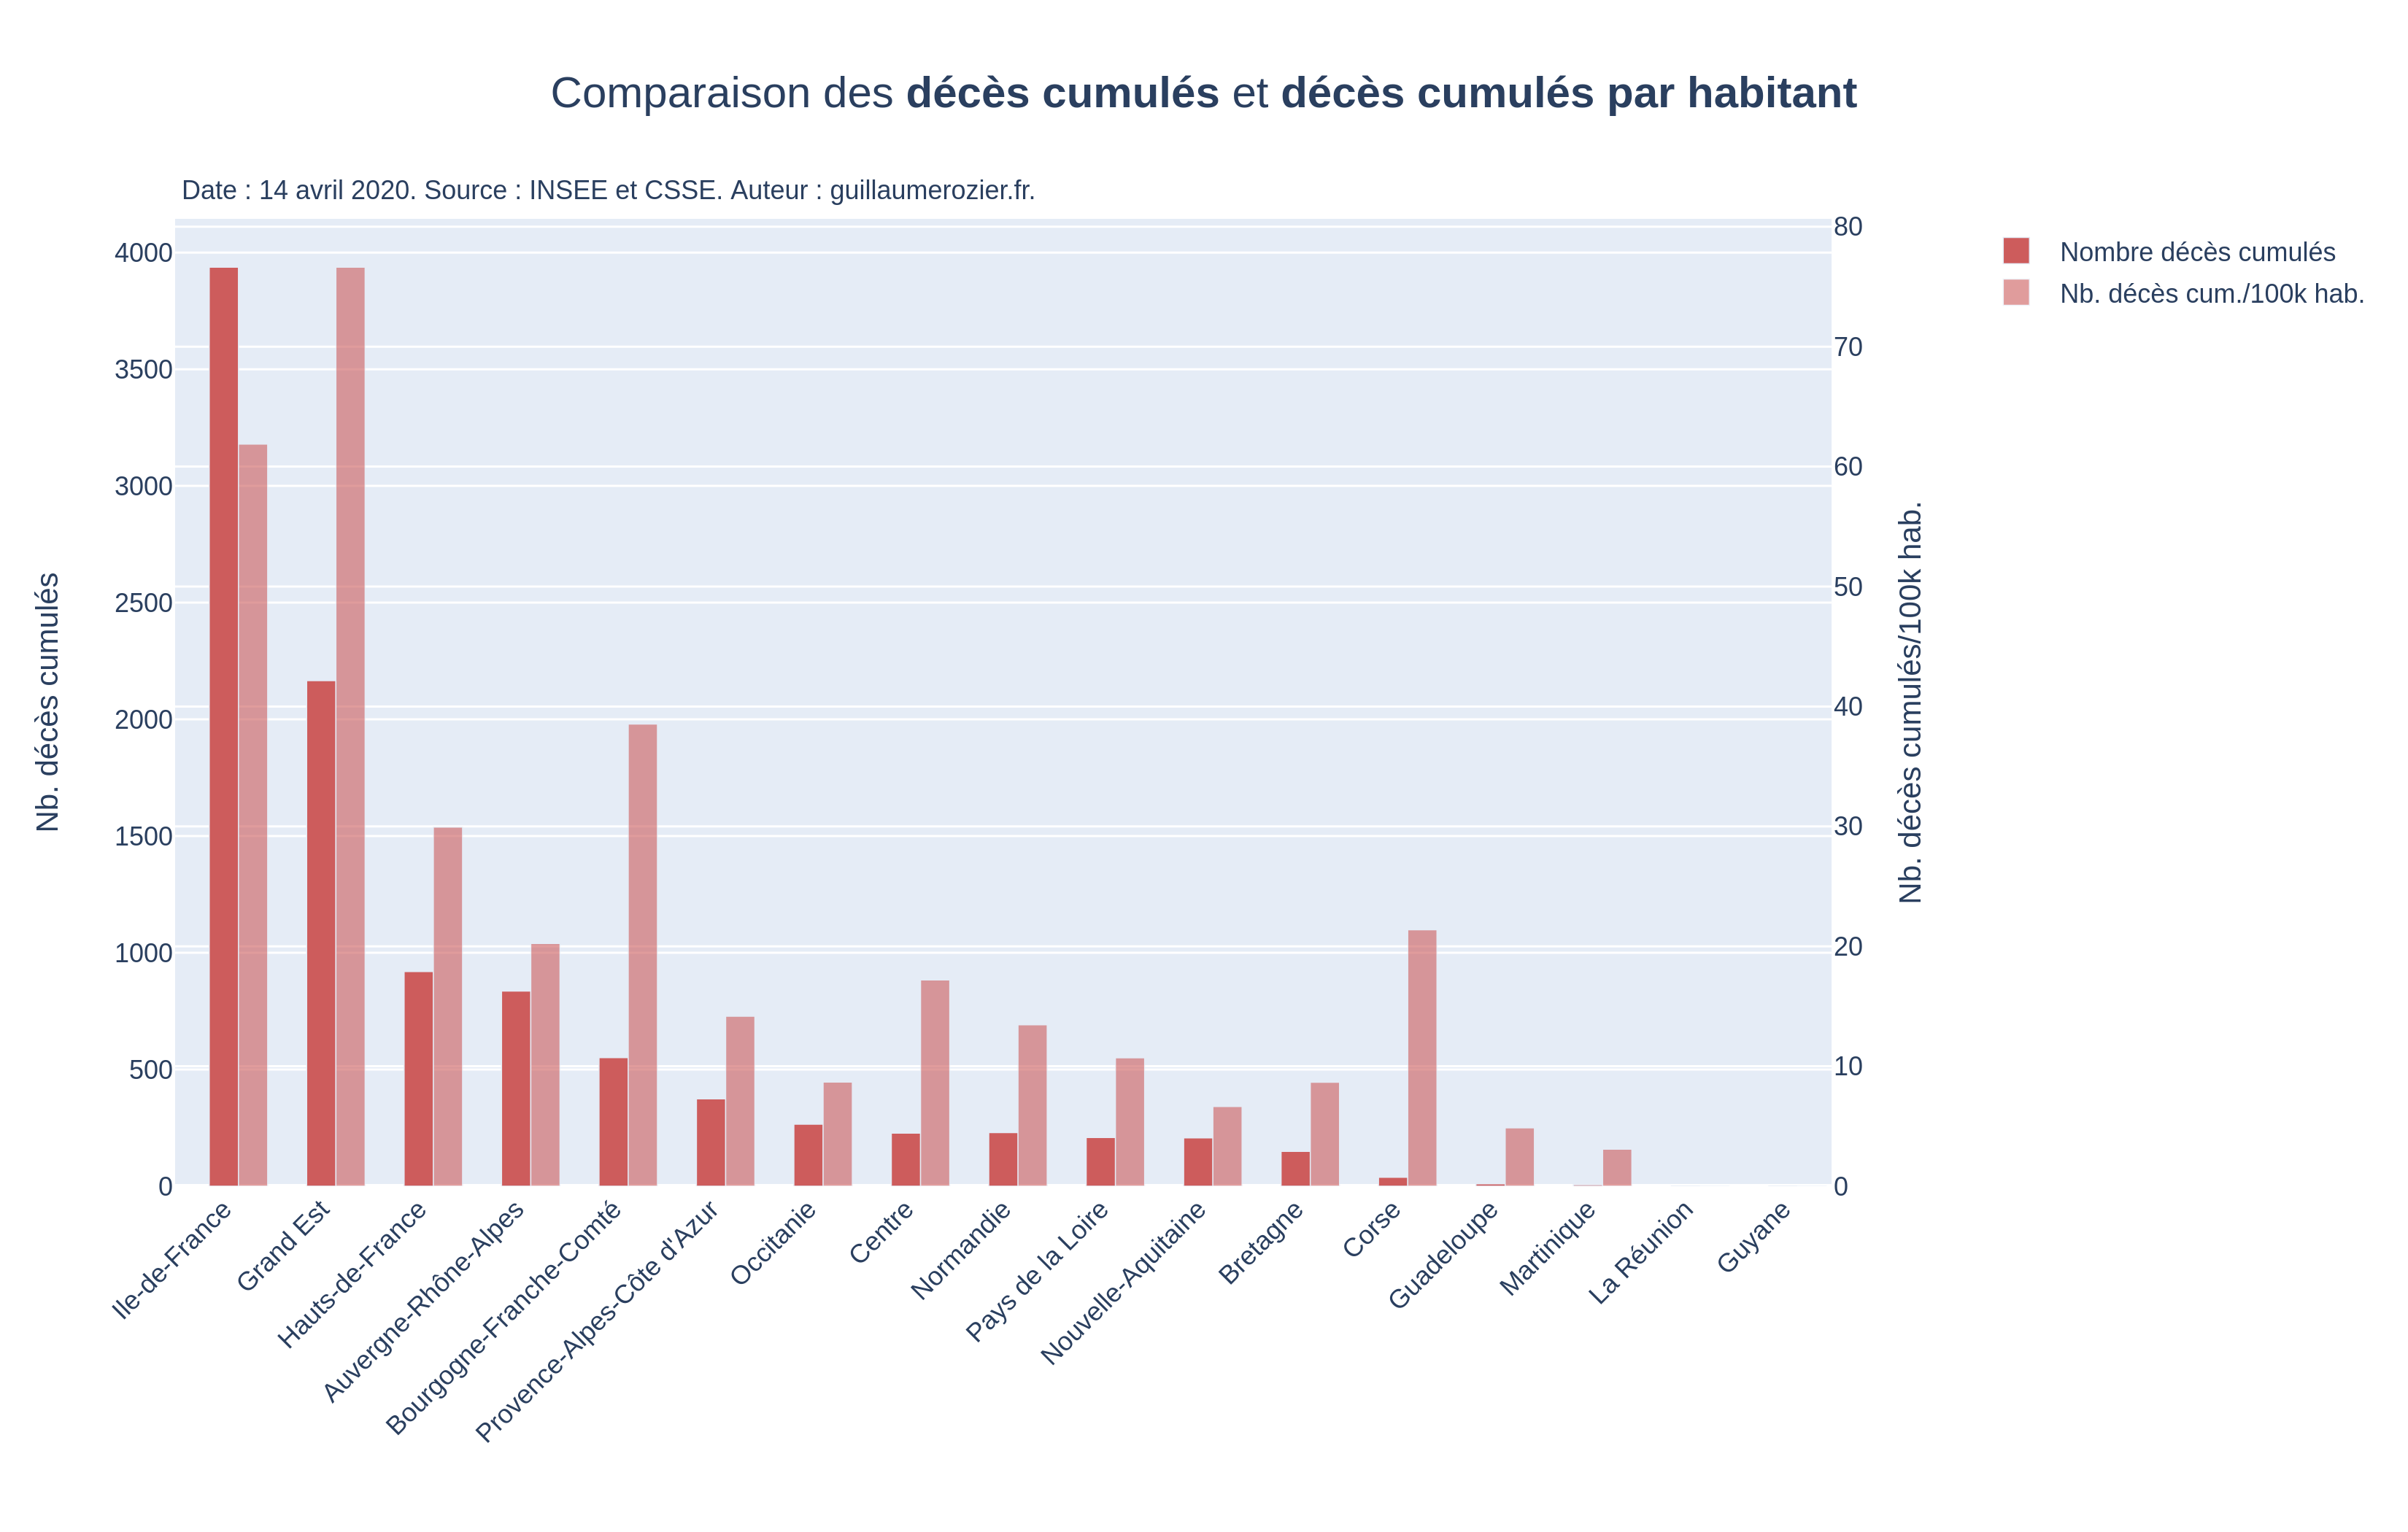 Comparaison des décès cumulés et décès cumulés par habitant
Date : 14 avril 2020. Source : INSEE et CSSE. Auteur : guillaumerozier.fr.
Nb. décès cumulés
4000
3500
3000
2500
2000
1500
1000
500
0
80
70
60
50
40
30
20
10
0
Nb. décès cumulés/100k hab.
Nombre décès cumulés
Nb. décès cum./100k hab.
Ile-de-France
Grand Est
Hauts-de-France
Auvergne-Rhône-Alpes
Bourgogne-Franche-Comté
Provence-Alpes-Côte d'Azur
Occitanie
Centre
Normandie
Pays de la Loire
Nouvelle-Aquitaine
Bretagne
Corse
Guadeloupe
Martinique
La Réunion
Guyane